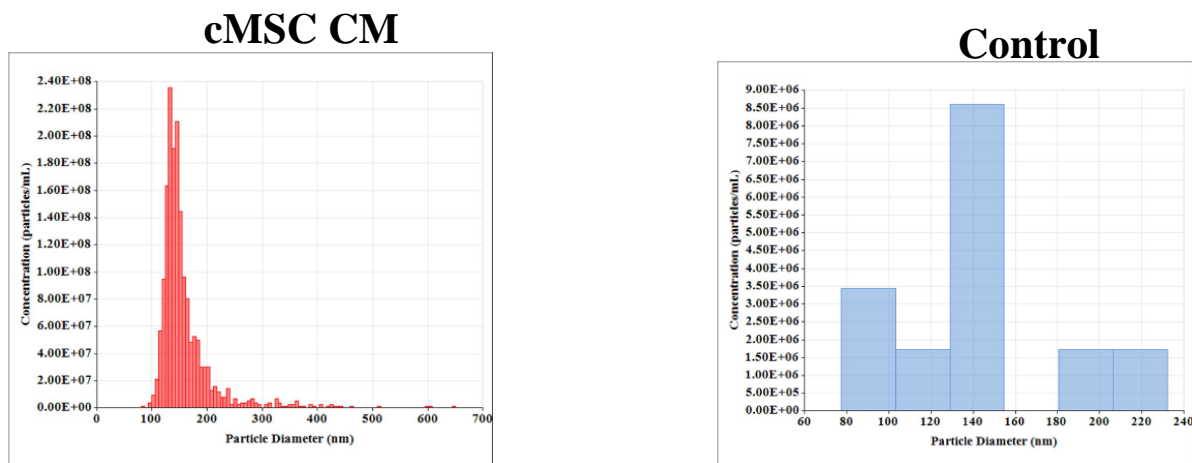 cMSC CM
Control
2.40E+08
2.20E+08
2.00E+08
1.80E+08
1.60E+08
1.40E+08
1.20E+08
1.00E+08
8.00E+07
6.00E+07
4.00E+07
2.00E+07
0.00E+00
Concentration (particles/mL)
0 100 200 300 400 500 600 700
Particle Diameter (nm)
9.00E+06
8.50E+06
8.00E+06
7.50E+06
7.00E+06
6.50E+06
6.00E+06
5.50E+06
5.00E+06
4.50E+06
4.00E+06
3.50E+06
3.00E+06
2.50E+06
2.00E+06
1.50E+06
1.00E+06
5.00E+05
0.00E+00
Concentration (particles/mL)
60 80 100 120 140 160 180 200 220 240
Particle Diameter (nm)